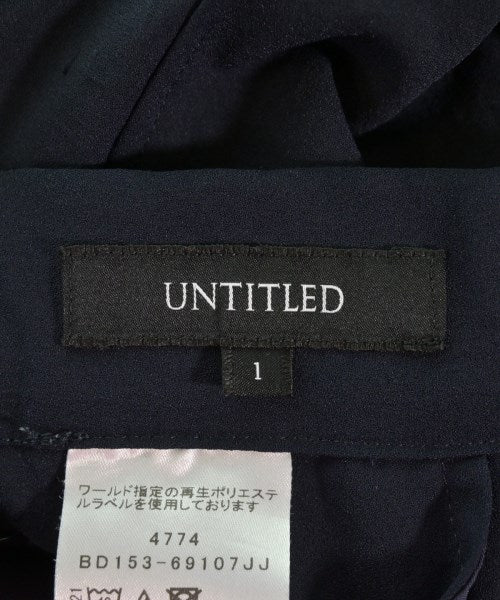 UNTITLED
1
ワールド指定の再生ポリエステ
ルラベルを使用しております
4774
BD153-69107JJ